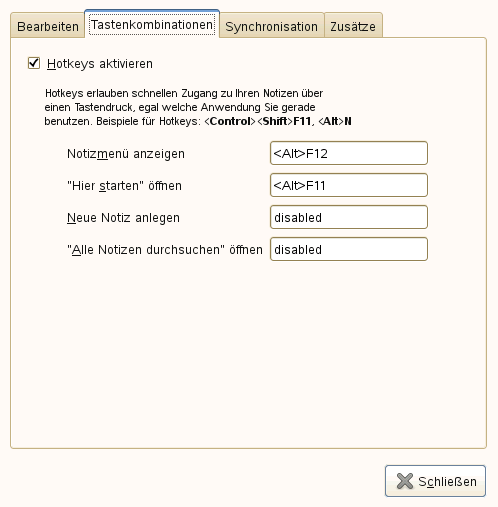 Bearbeiten Tastenkombinationen Synchronisation Zusätze
Hotkeys aktivieren
Hotkeys erlauben schnellen Zugang zu Ihren Notizen über
einen Tastendruck, egal welche Anwendung Sie gerade
benutzen. Beispiele für Hotkeys: <Control><Shift>F11, <Alt>N
Notizmenü anzeigen <Alt>F12
"Hier starten" öffnen <Alt>F11
Neue Notiz anlegen disabled
"Alle Notizen durchsuchen" öffnen disabled
Schließen